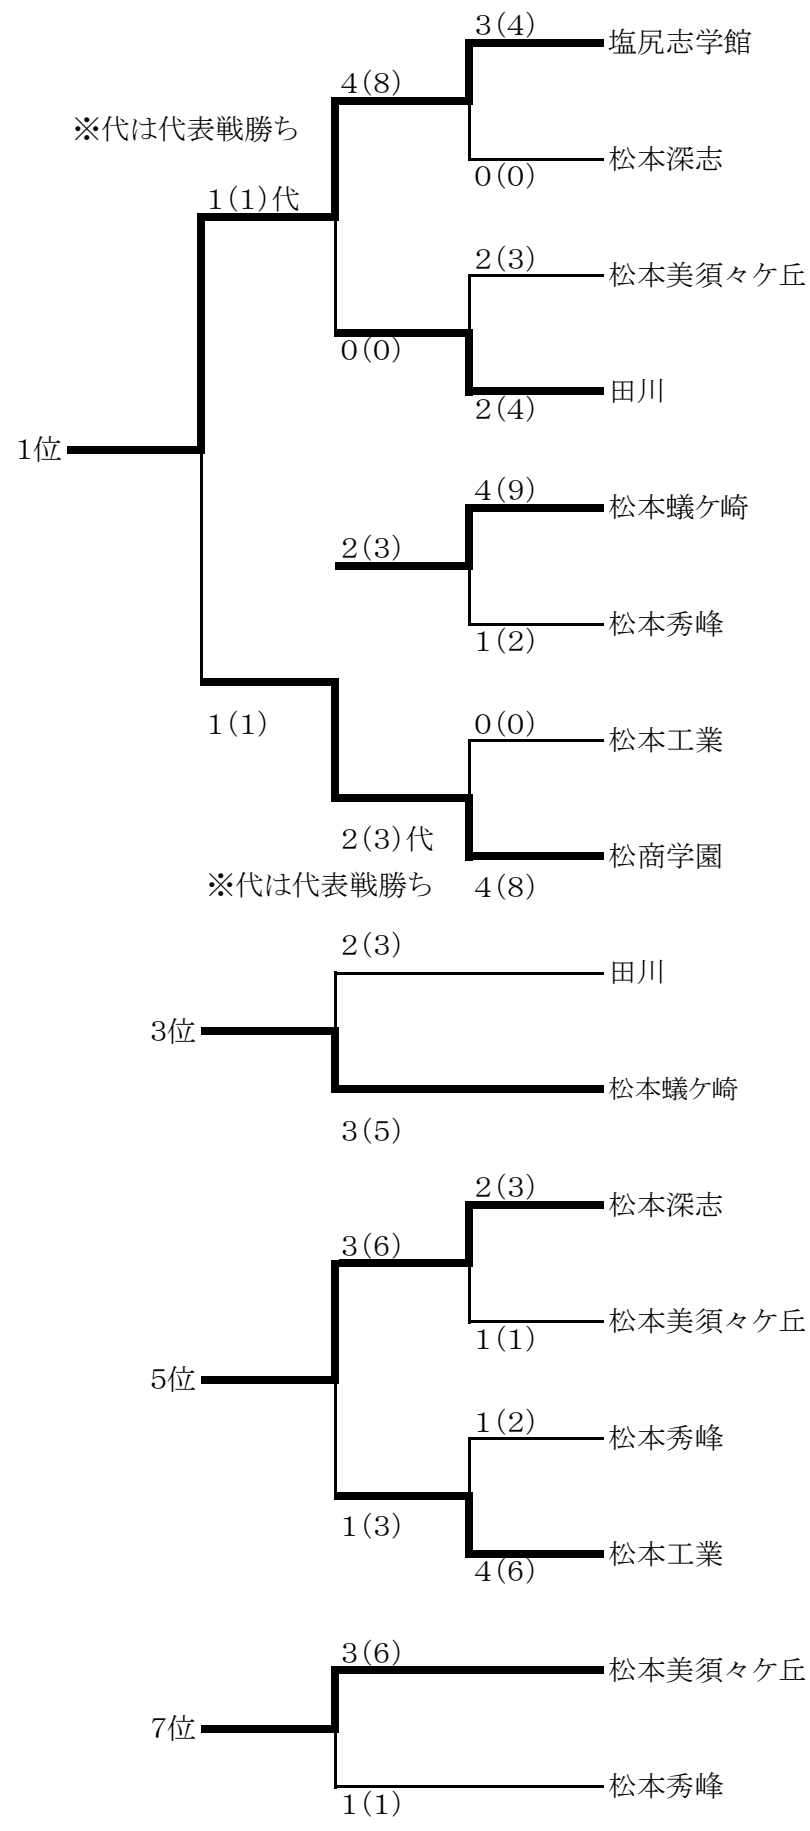 3(4)
塩尻志学館
4(8)
※代は代表戦勝ち
松本深志
0(0)
1(1)代
2(3)
松本美須々ケ丘
0(0)
田川
2(4)
1位
4(9)
松本蟻ケ崎
2(3)
松本秀峰
1(2)
1(1)
0(0)
松本工業
2(3)代
松商学園
※代は代表戦勝ち
4(8)
2(3)
田川
3位
松本蟻ケ崎
3(5)
2(3)
松本深志
3(6)
松本美須々ケ丘
1(1)
5位
1(2)
松本秀峰
1(3)
松本工業
4(6)
3(6)
松本美須々ケ丘
7位
松本秀峰
1(1)